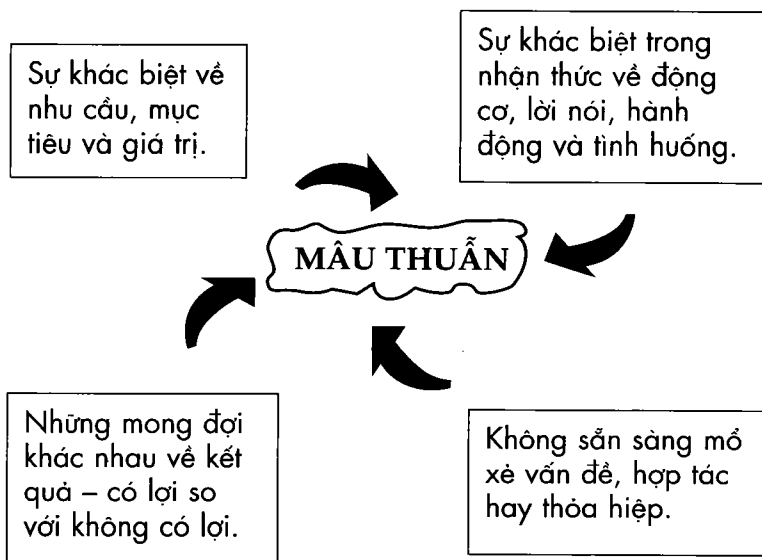 Sự khác biệt về
nhu cầu, mục
tiêu và giá trị.
Sự khác biệt trong
nhận thức về động
cơ, lời nói, hành
động và tình huống.
MÂU THUẪN
Những mong đợi
khác nhau về kết
quả – có lợi so
với không có lợi.
Không sẵn sàng mổ
xẻ vấn đề, hợp tác
hay thỏa hiệp.